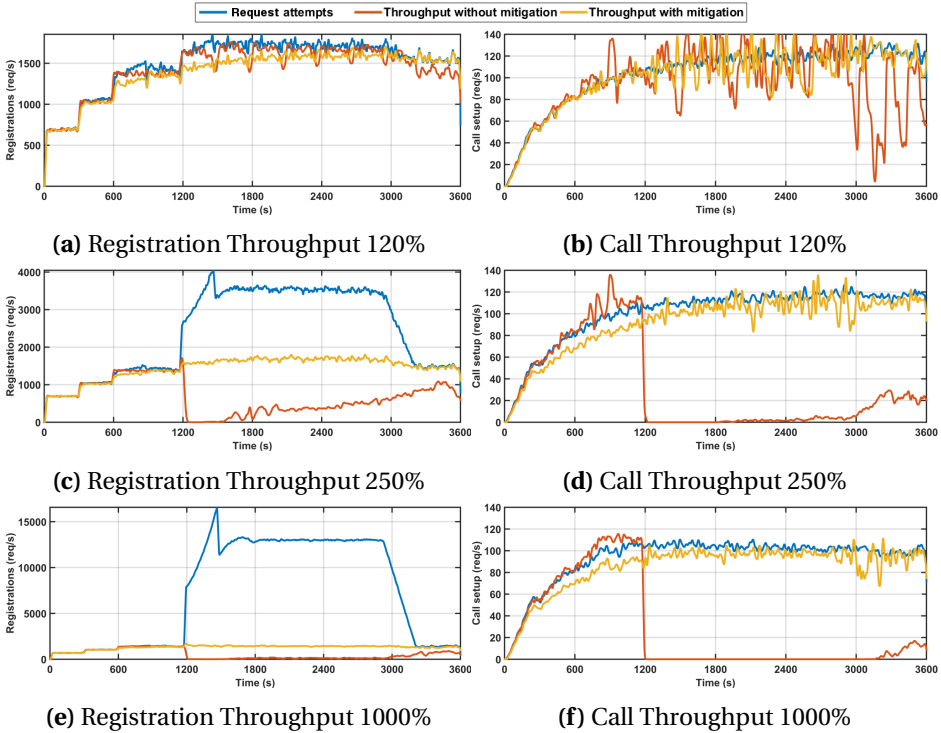 Request attempts Throughput without mitigation Throughput with mitigation
Registrations (req/s)
1500
1000
500
0
0 600 1200 1800 2400 3000 3600
Time (s)
(a) Registration Throughput 120%
Call setup (req/s)
140
120
100
80
60
40
20
0
0 600 1200 1800 2400 3000 3600
Time (s)
(b) Call Throughput 120%
Registrations (req/s)
4000
3000
2000
1000
0
0 600 1200 1800 2400 3000 3600
Time (s)
(c) Registration Throughput 250%
Call setup (req/s)
140
120
100
80
60
40
20
0
0 600 1200 1800 2400 3000 3600
Time (s)
(d) Call Throughput 250%
Registrations (req/s)
15000
10000
5000
0
0 600 1200 1800 2400 3000 3600
Time (s)
(e) Registration Throughput 1000%
Call setup (req/s)
140
120
100
80
60
40
20
0
0 600 1200 1800 2400 3000 3600
Time (s)
(f) Call Throughput 1000%